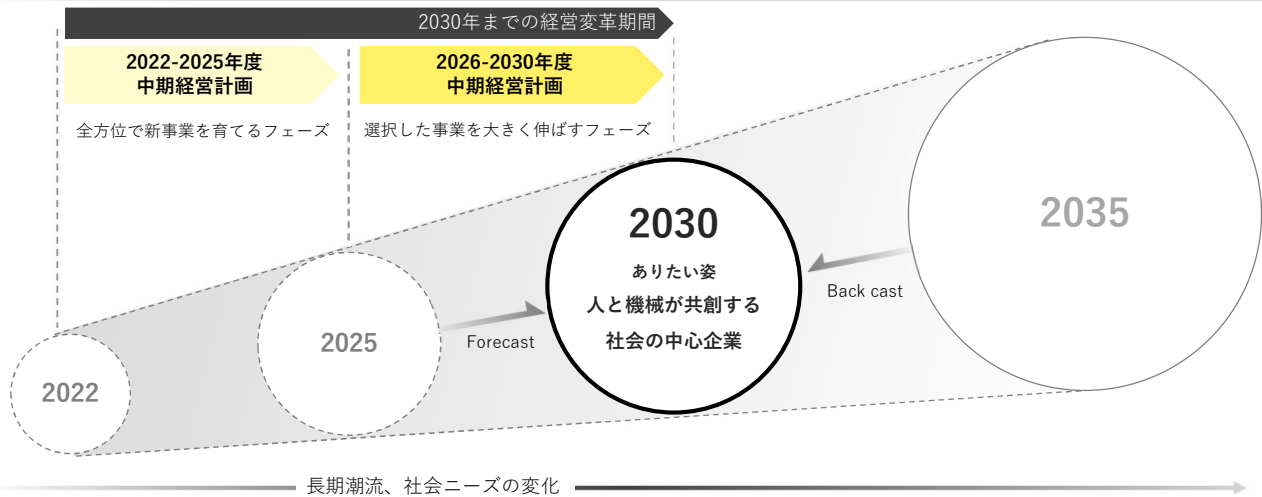 2030年までの経営変革期間
2022-2025年度
中期経営計画
2026-2030年度
中期経営計画
全方位で新事業を育てるフェーズ
選択した事業を大きく伸ばすフェーズ
2022
2025
Forecast
2030
ありたい姿
人と機械が共創する
社会の中心企業
Back cast
2035
長期潮流、社会ニーズの変化